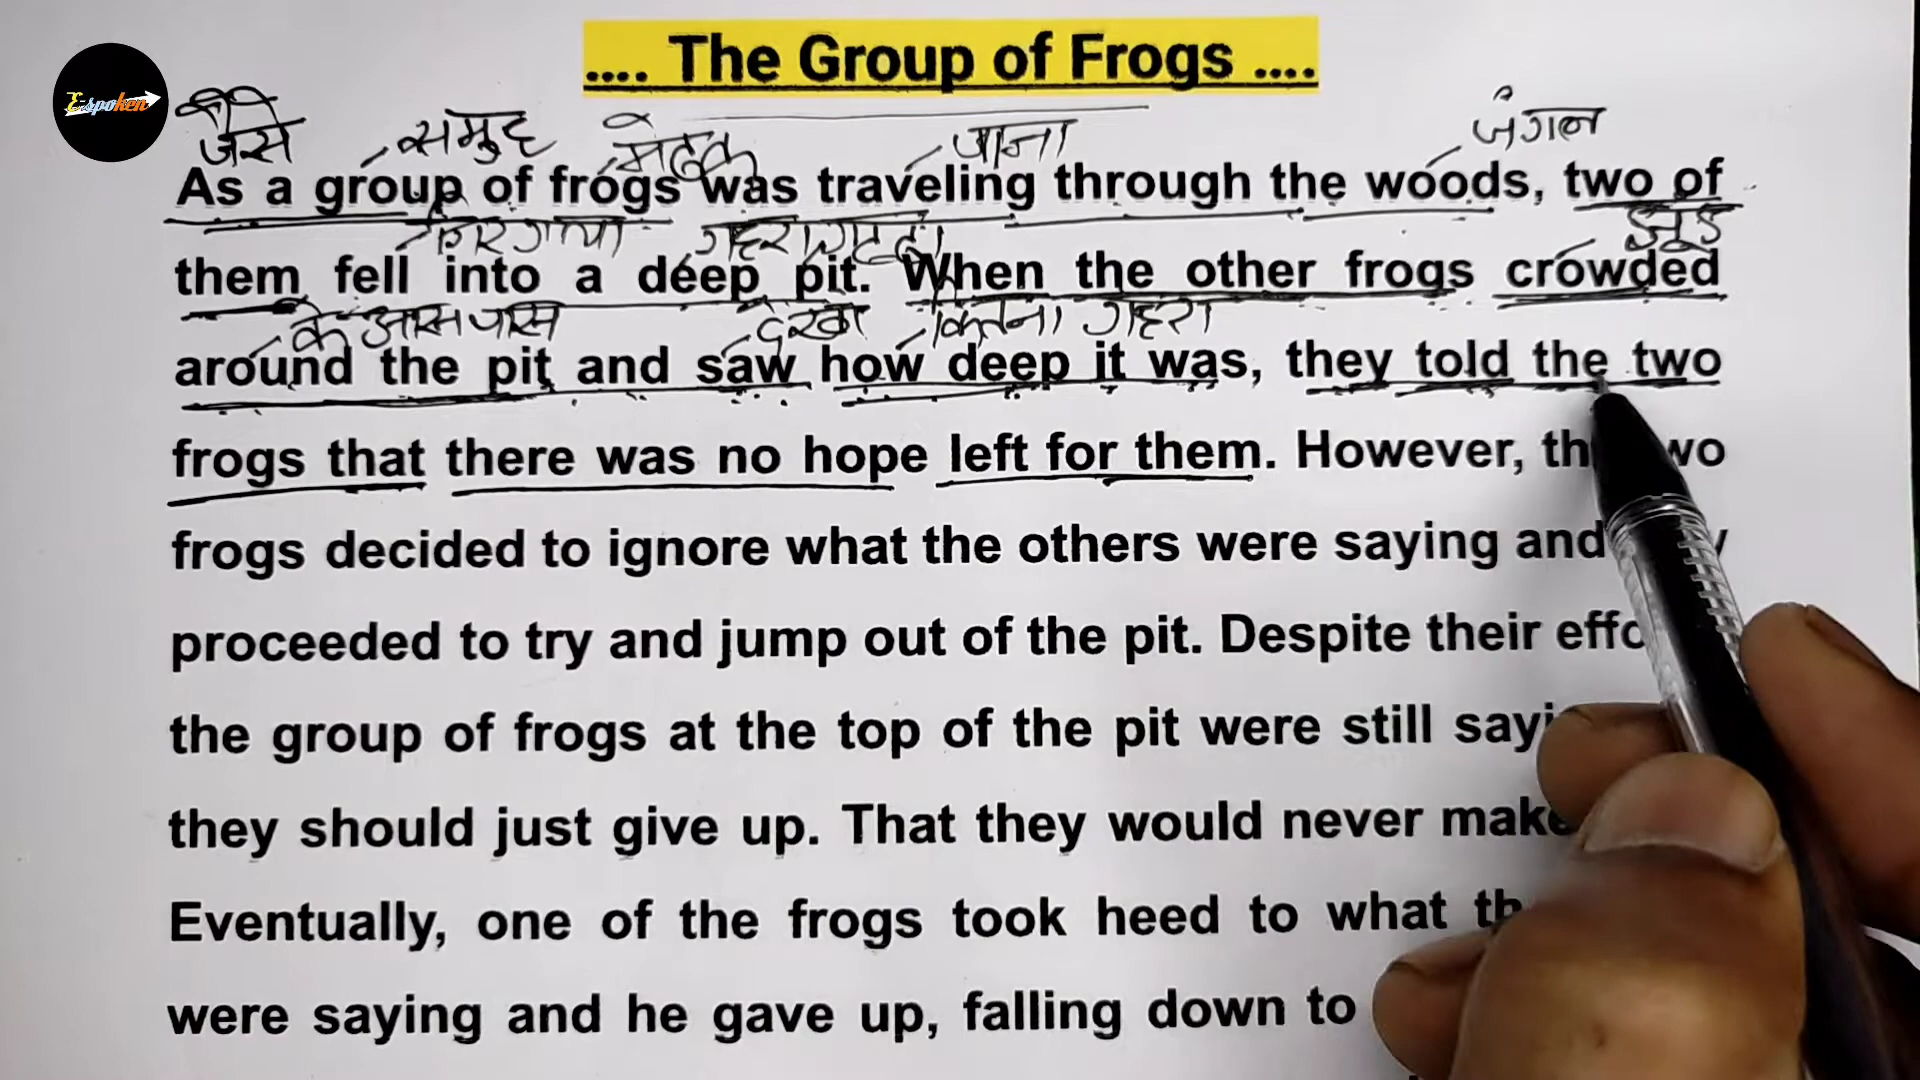 .... The Group of Frogs ....
E-spoken
जैसे समुह मेढक जाना जंगल
As a group of frogs was traveling through the woods, two of
गिर गया गहरा गड्ढा झुंड
them fell into a deep pit. When the other frogs crowded
के आस पास देखा कितना गहरा
around the pit and saw how deep it was, they told the two
frogs that there was no hope left for them. However, th wo
frogs decided to ignore what the others were saying and
proceeded to try and jump out of the pit. Despite their effo
the group of frogs at the top of the pit were still sayi
they should just give up. That they would never make
Eventually, one of the frogs took heed to what th
were saying and he gave up, falling down to